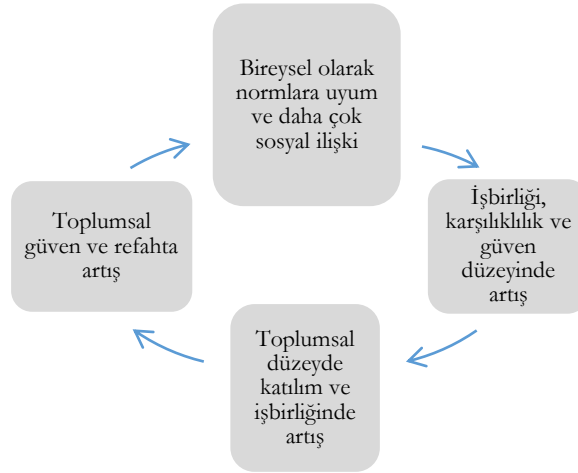 Bireysel olarak
normlara uyum
ve daha çok
sosyal ilişki
İşbirliği,
karşılıklılık ve
güven
düzeyinde
artış
Toplumsal
düzeyde
katılım ve
işbirliğinde
artış
Toplumsal
güven ve refahta
artış